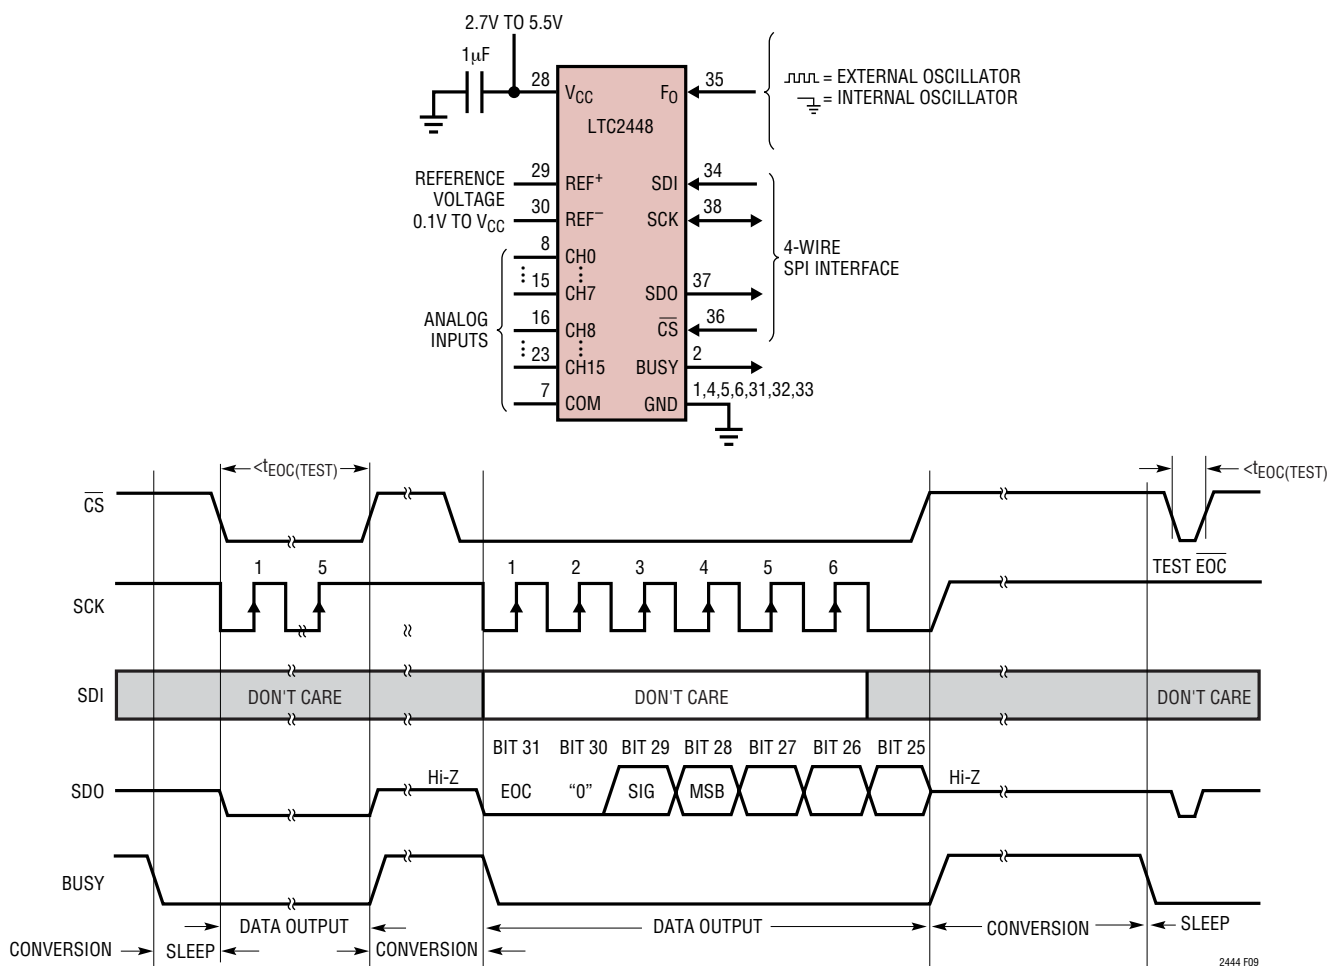 2.7V TO 5.5V
1µF
28
VCC
FO
35
= EXTERNAL OSCILLATOR
= INTERNAL OSCILLATOR
LTC2448
REFERENCE
VOLTAGE
0.1V TO VCC
29
REF+
SDI
34
30
REF–
SCK
38
4-WIRE
SPI INTERFACE
8
CH0
15
CH7
SDO
37
ANALOG
INPUTS
16
CH8
CS
36
23
CH15
BUSY
2
7
COM
GND
1,4,5,6,31,32,33
<tEOC(TEST)
<tEOC(TEST)
CS
TEST EOC
SCK
1
5
1
2
3
4
5
6
SDI
DON'T CARE
DON'T CARE
DON'T CARE
BIT 31
BIT 30
BIT 29
BIT 28
BIT 27
BIT 26
BIT 25
SDO
Hi-Z
EOC
“0”
SIG
MSB
Hi-Z
BUSY
CONVERSION
SLEEP
DATA OUTPUT
CONVERSION
DATA OUTPUT
CONVERSION
SLEEP
2444 F09